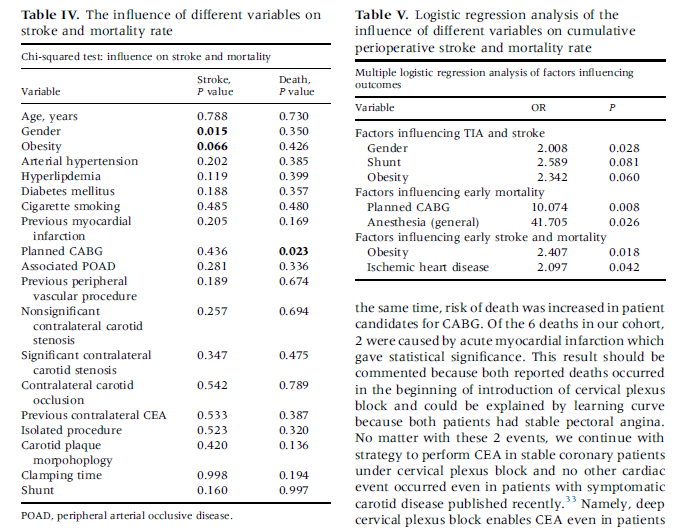 Table IV. The influence of different variables on
stroke and mortality rate
Chi-squared test: influence on stroke and mortality
Variable Stroke, P value Death, P value
Age, years 0.788 0.730
Gender 0.015 0.350
Obesity 0.066 0.426
Arterial hypertension 0.202 0.385
Hyperlipdemia 0.119 0.399
Diabetes mellitus 0.188 0.357
Cigarette smoking 0.485 0.480
Previous myocardial 0.205 0.169
infarction
Planned CABG 0.436 0.023
Associated POAD 0.281 0.336
Previous peripheral 0.189 0.674
vascular procedure
Nonsignificant 0.257 0.694
contralateral carotid
stenosis
Significant contralateral 0.347 0.475
carotid stenosis
Contralateral carotid 0.542 0.789
occlusion
Previous contralateral CEA 0.533 0.387
Isolated procedure 0.523 0.320
Carotid plaque 0.420 0.136
morpohoplogy
Clamping time 0.998 0.194
Shunt 0.160 0.997
POAD, peripheral arterial occlusive disease.
Table V. Logistic regression analysis of the
influence of different variables on cumulative
perioperative stroke and mortality rate
Multiple logistic regression analysis of factors influencing
outcomes
Variable OR P
Factors influencing TIA and stroke
Gender 2.008 0.028
Shunt 2.589 0.081
Obesity 2.342 0.060
Factors influencing early mortality
Planned CABG 10.074 0.008
Anesthesia (general) 41.705 0.026
Factors influencing early stroke and mortality
Obesity 2.407 0.018
Ischemic heart disease 2.097 0.042
the same time, risk of death was increased in patient
candidates for CABG. Of the 6 deaths in our cohort,
2 were caused by acute myocardial infarction which
gave statistical significance. This result should be
commented because both reported deaths occurred
in the beginning of introduction of cervical plexus
block and could be explained by learning curve
because both patients had stable pectoral angina.
No matter with these 2 events, we continue with
strategy to perform CEA in stable coronary patients
under cervical plexus block and no other cardiac
event occurred even in patients with symptomatic
carotid disease published recently.33 Namely, deep
cervical plexus block enables CEA even in patients